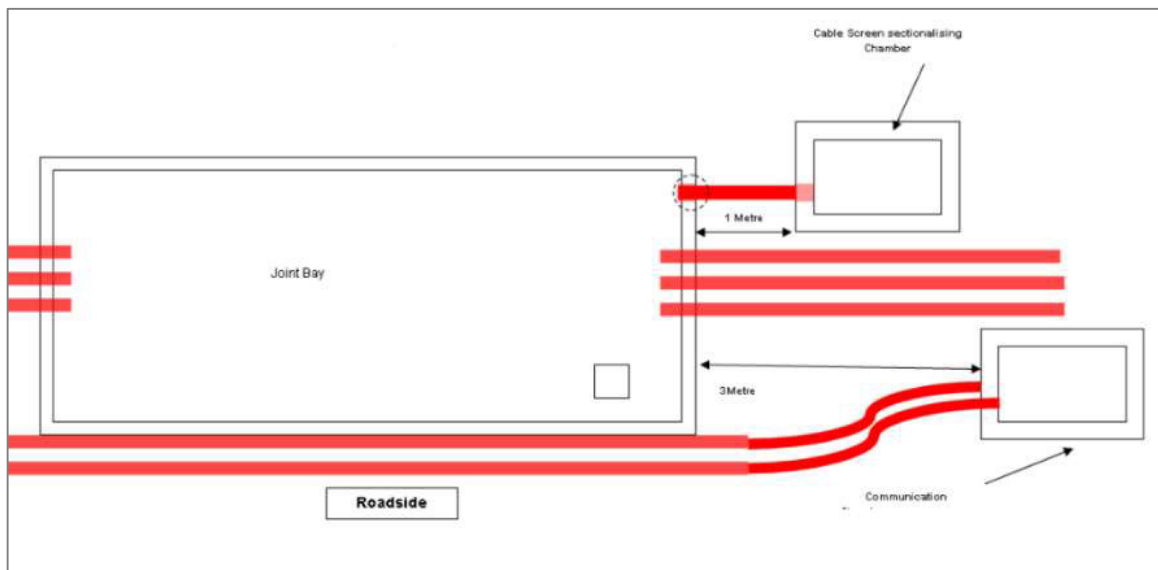 Cable Screen sectionalising
Chamber
1 Metre
Joint Bay
3Metre
Roadside
Communication